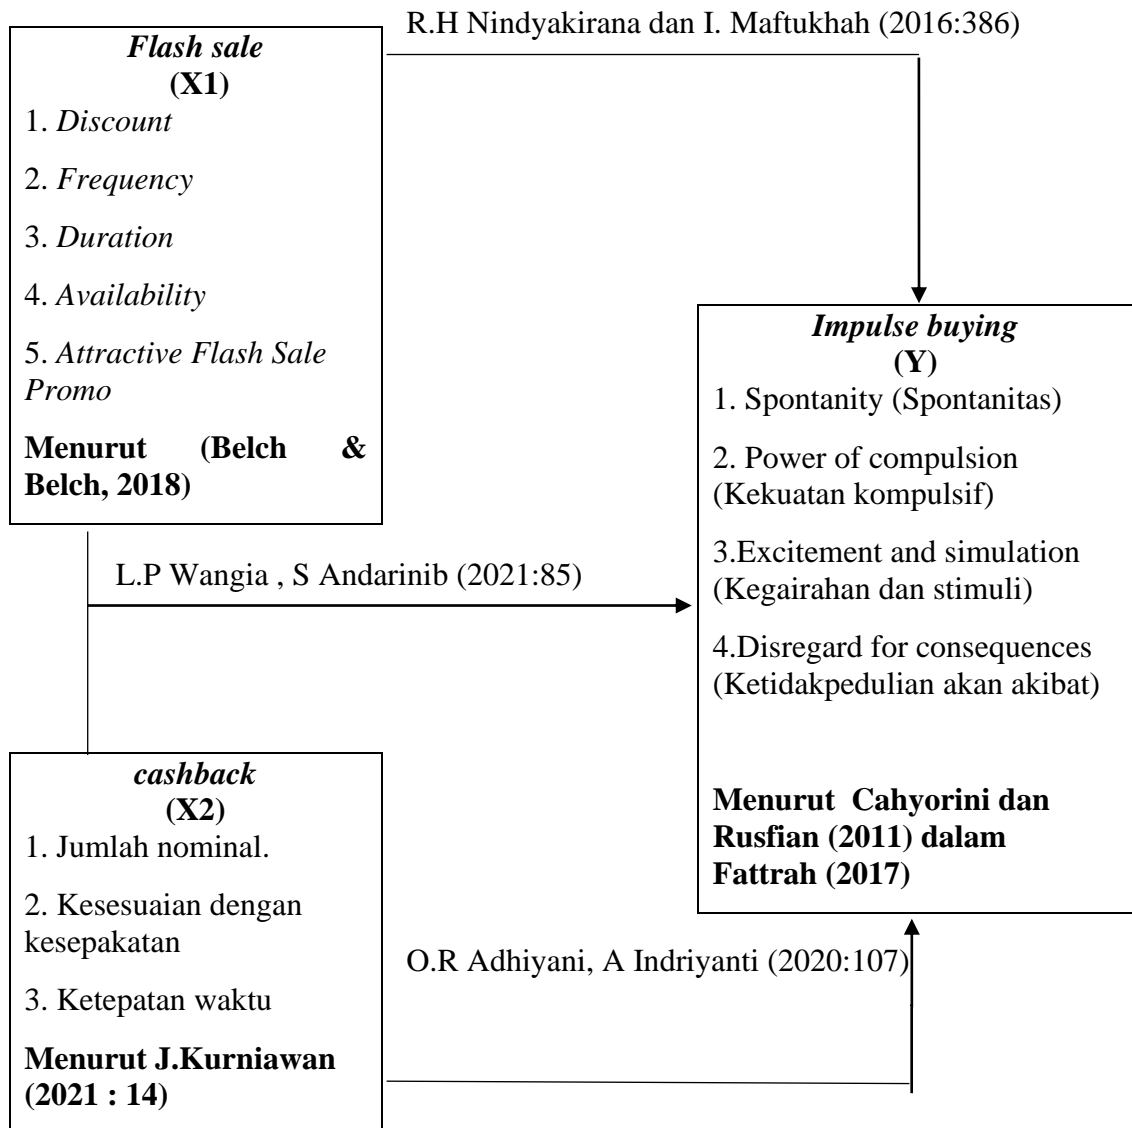 R.H Nindyakirana dan I. Maftukhah (2016:386)
Flash sale
(X1)
1. Discount
2. Frequency
3. Duration
4. Availability
5. Attractive Flash Sale
Promo
Menurut (Belch &
Belch, 2018)
L.P Wangia , S Andarinib (2021:85)
Impulse buying
(Y)
1. Spontanity (Spontanitas)
2. Power of compulsion
(Kekuatan kompulsif)
3.Excitement and simulation
(Kegairahan dan stimuli)
4.Disregard for consequences
(Ketidakpedulian akan akibat)
Menurut Cahyorini dan
Rusfian (2011) dalam
Fattrah (2017)
cashback
(X2)
1. Jumlah nominal.
2. Kesesuaian dengan
kesepakatan
3. Ketepatan waktu
Menurut J.Kurniawan
(2021 : 14)
O.R Adhiyani, A Indriyanti (2020:107)